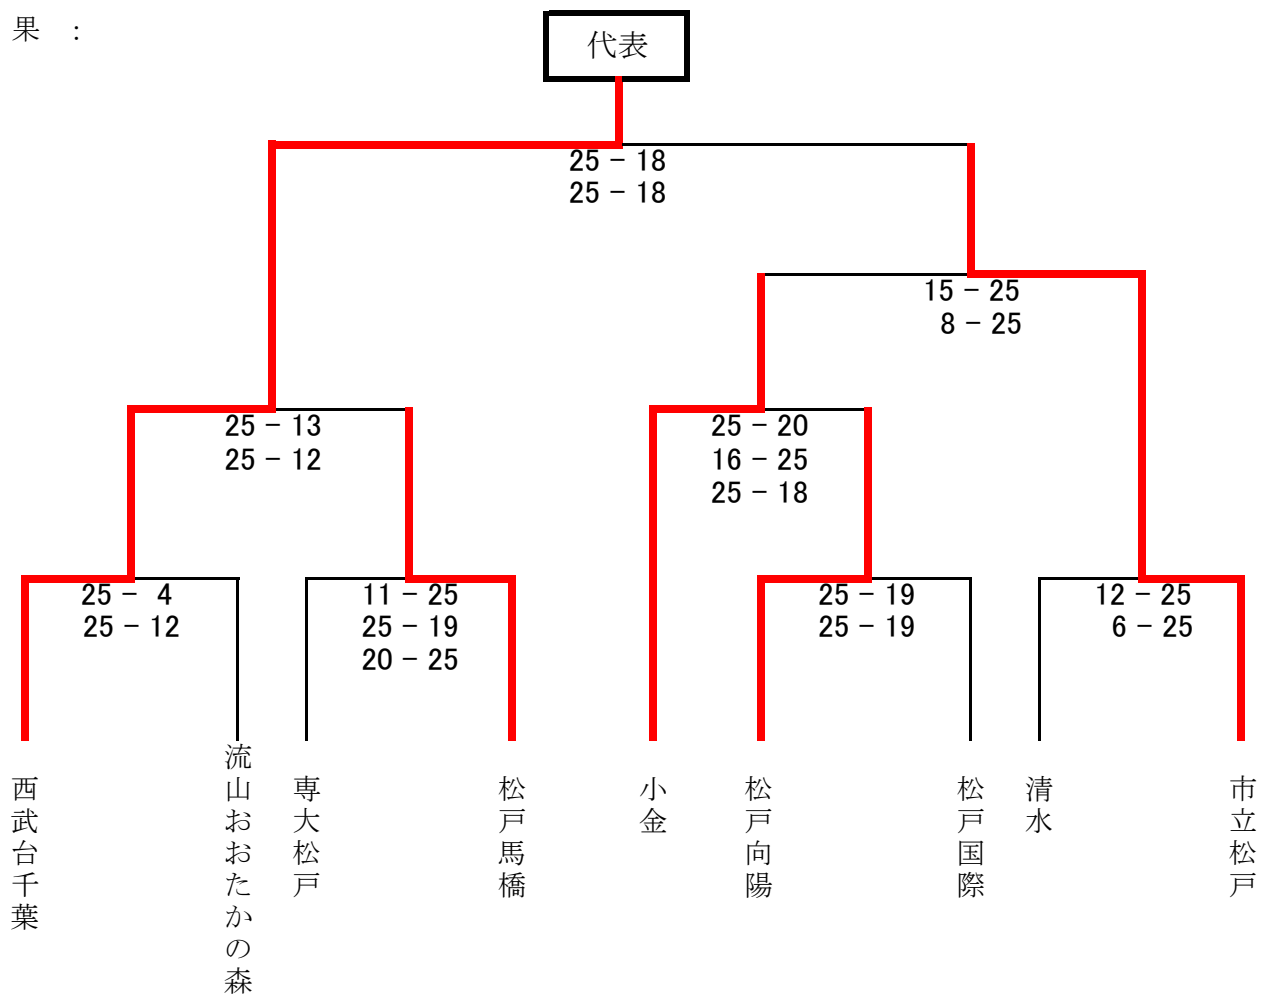 果 :
代表
25 − 18
25 − 18
15 − 25
8 − 25
25 − 13
25 − 12
25 − 20
16 − 25
25 − 18
25 − 4
25 − 12
11 − 25
25 − 19
20 − 25
25 − 19
25 − 19
12 − 25
6 − 25
西武台千葉
流山おおたかの森
専大松戸
松戸馬橋
小金
松戸向陽
松戸国際
清水
市立松戸